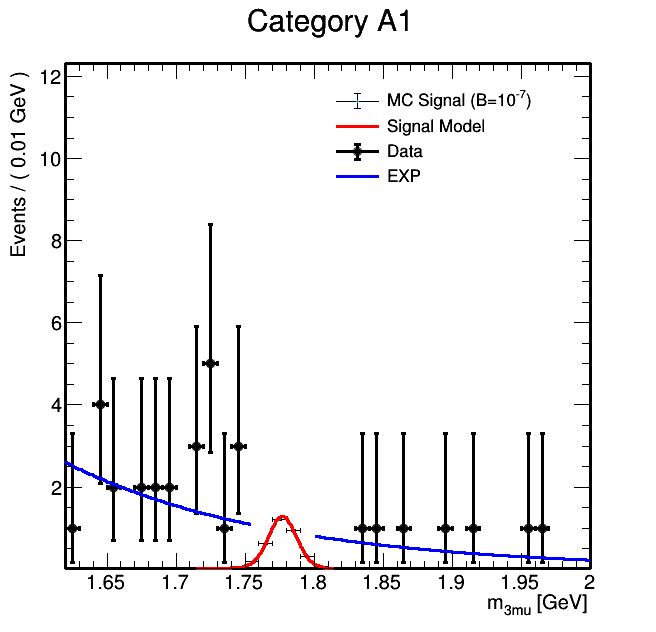 Category A1
Events / ( 0.01 GeV )
12
10
8
6
4
2
MC Signal (B=10⁻⁷)
Signal Model
Data
EXP
1.65 1.7 1.75 1.8 1.85 1.9 1.95 2
m₃ₘᵤ [GeV]